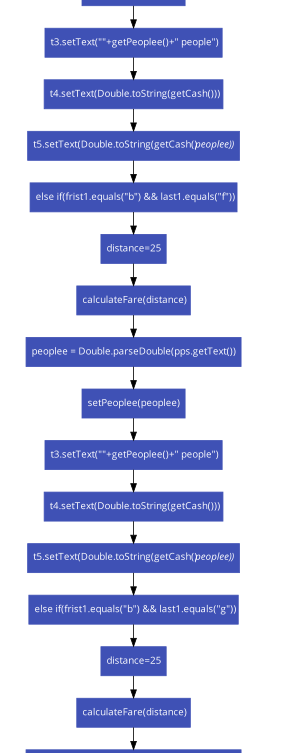 t3.setText(""+getPeoplee()+" people")
t4.setText(Double.toString(getCash()))
t5.setText(Double.toString(getCash()peoplee))
else if(frist1.equals("b") && last1.equals("f"))
distance=25
calculateFare(distance)
peoplee = Double.parseDouble(pps.getText())
setPeoplee(peoplee)
t3.setText(""+getPeoplee()+" people")
t4.setText(Double.toString(getCash()))
t5.setText(Double.toString(getCash()peoplee))
else if(frist1.equals("b") && last1.equals("g"))
distance=25
calculateFare(distance)